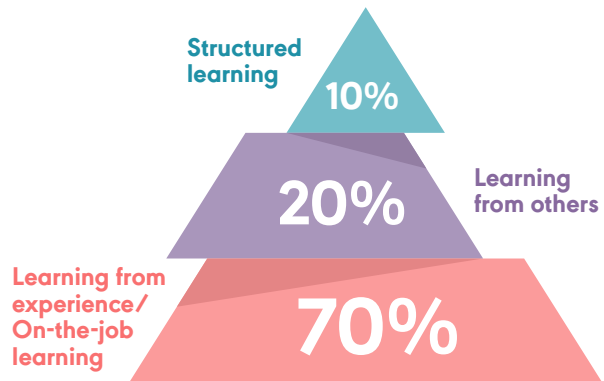 Structured
learning
10%
20%
Learning
from others
Learning from
experience/
On-the-job
learning
70%